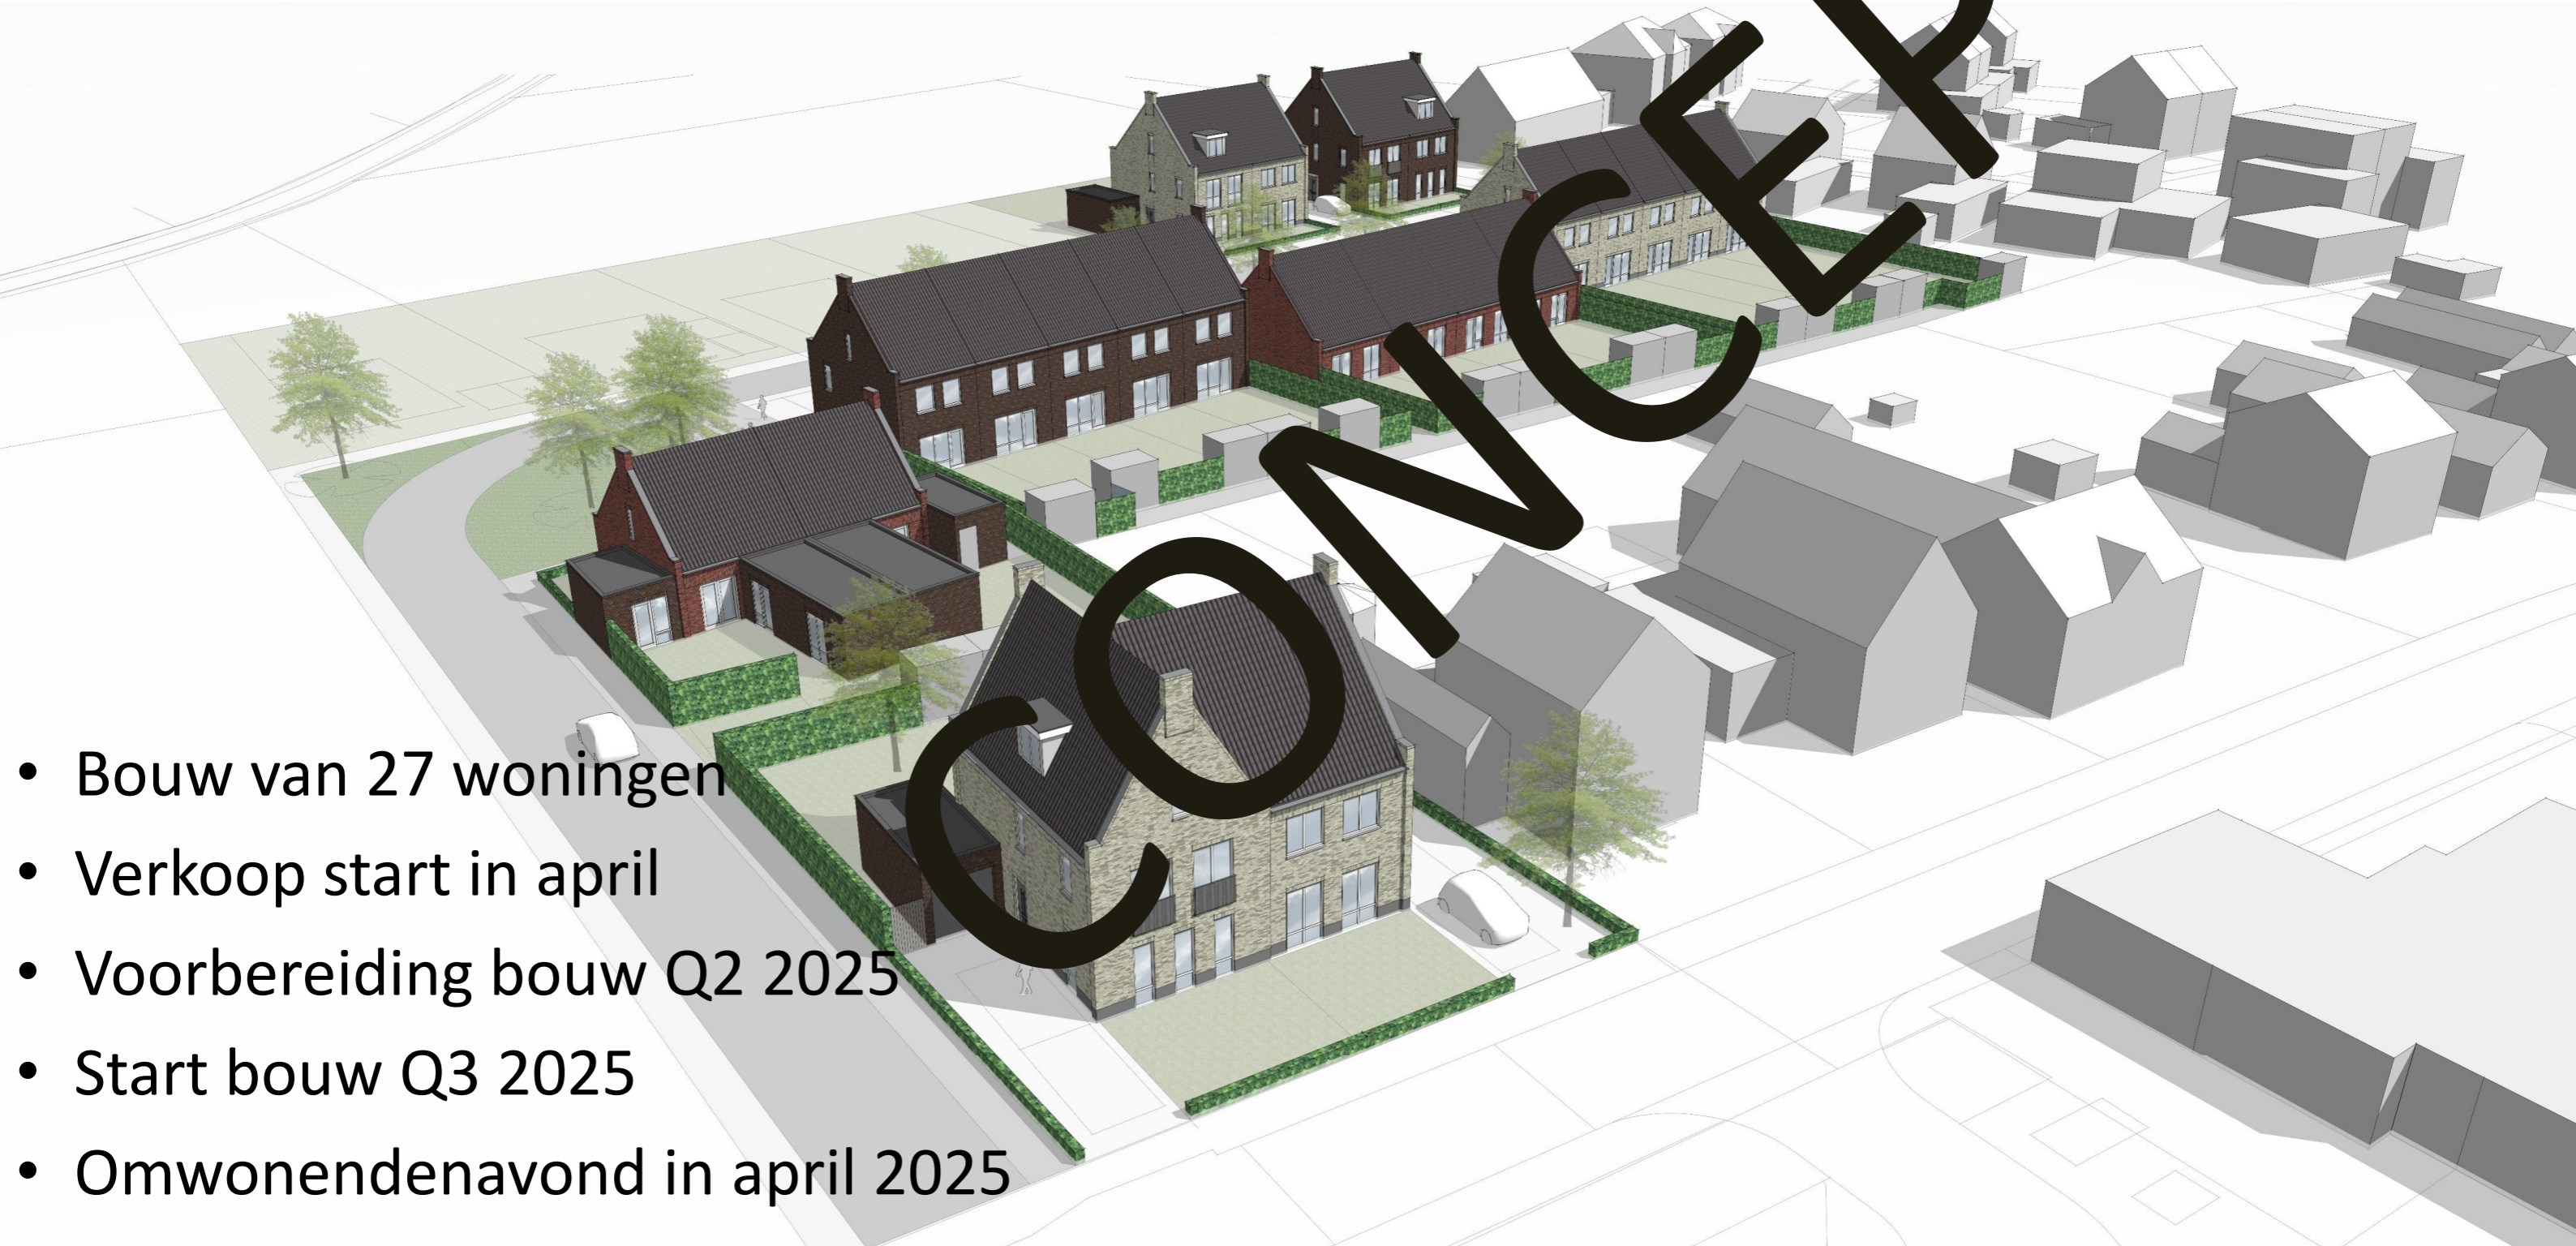 CONCEP
• Bouw van 27 woningen
• Verkoop start in april
• Voorbereiding bouw Q2 2025
• Start bouw Q3 2025
• Omwonendenavond in april 2025